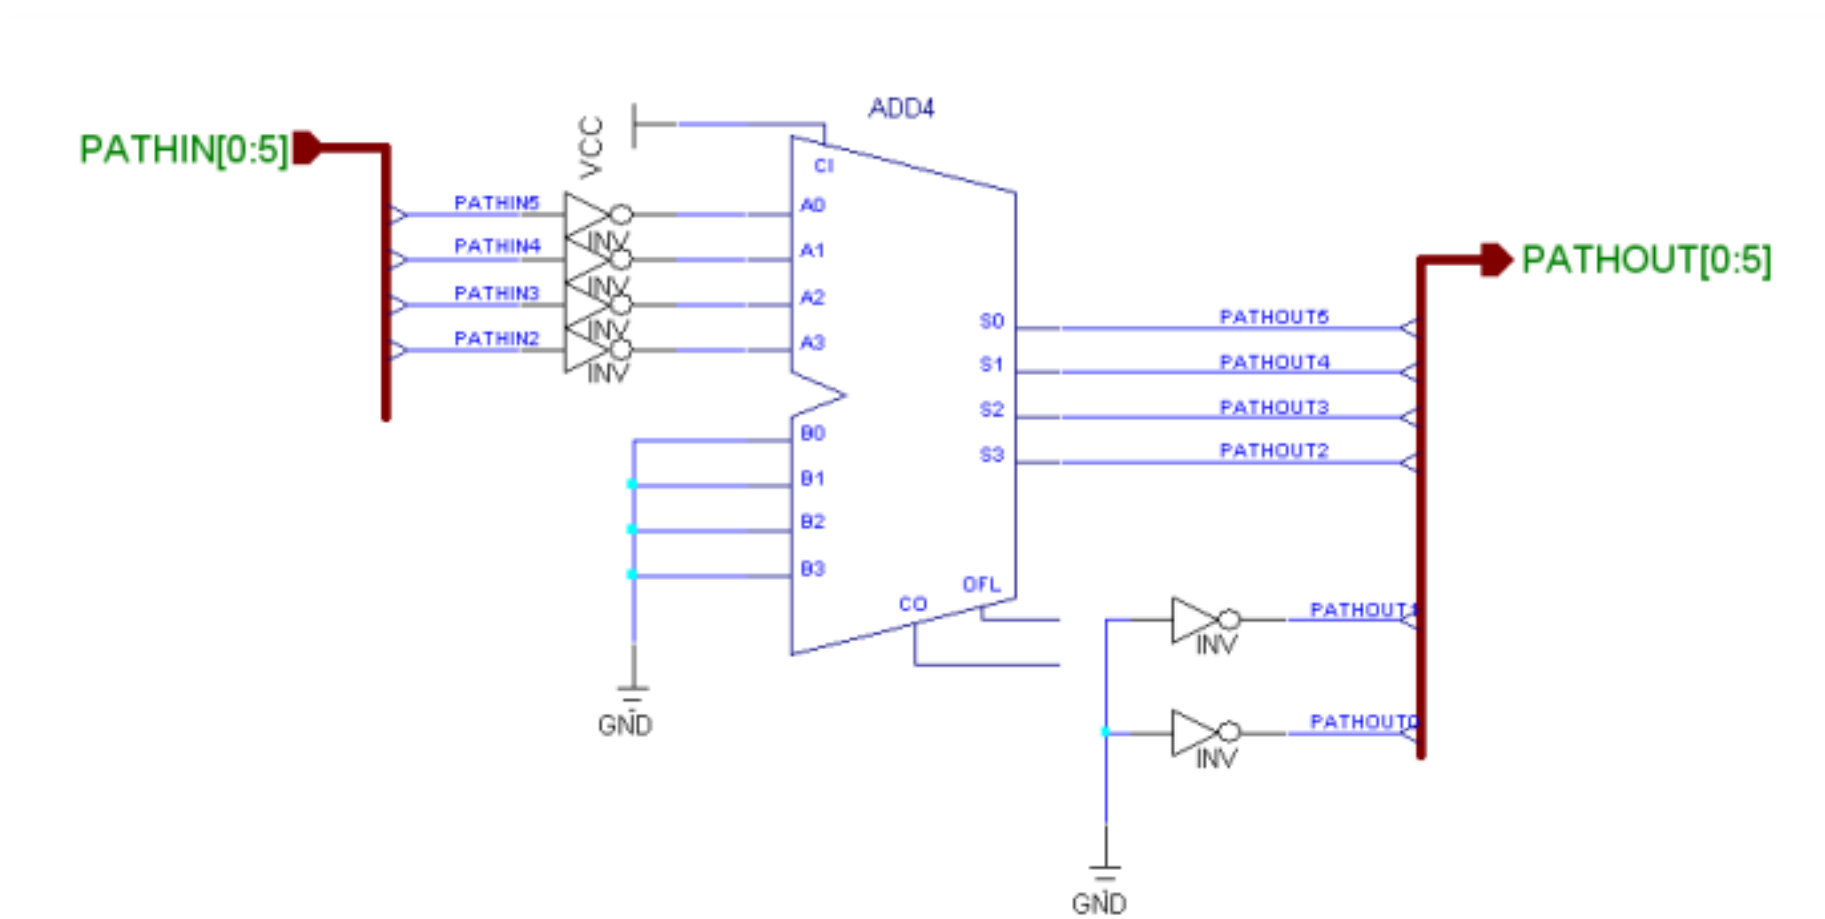 ADD4
VCC
PATHIN[0:5]
CI
PATHIN5
INV
A0
PATHIN4
INV
A1
PATHIN3
INV
A2
PATHIN2
INV
A3
PATHOUT[0:5]
S0
PATHOUT5
S1
PATHOUT4
S2
PATHOUT3
S3
PATHOUT2
B0
B1
B2
B3
OFL
CO
GND
PATHOUT1
INV
PATHOUT0
INV
GND